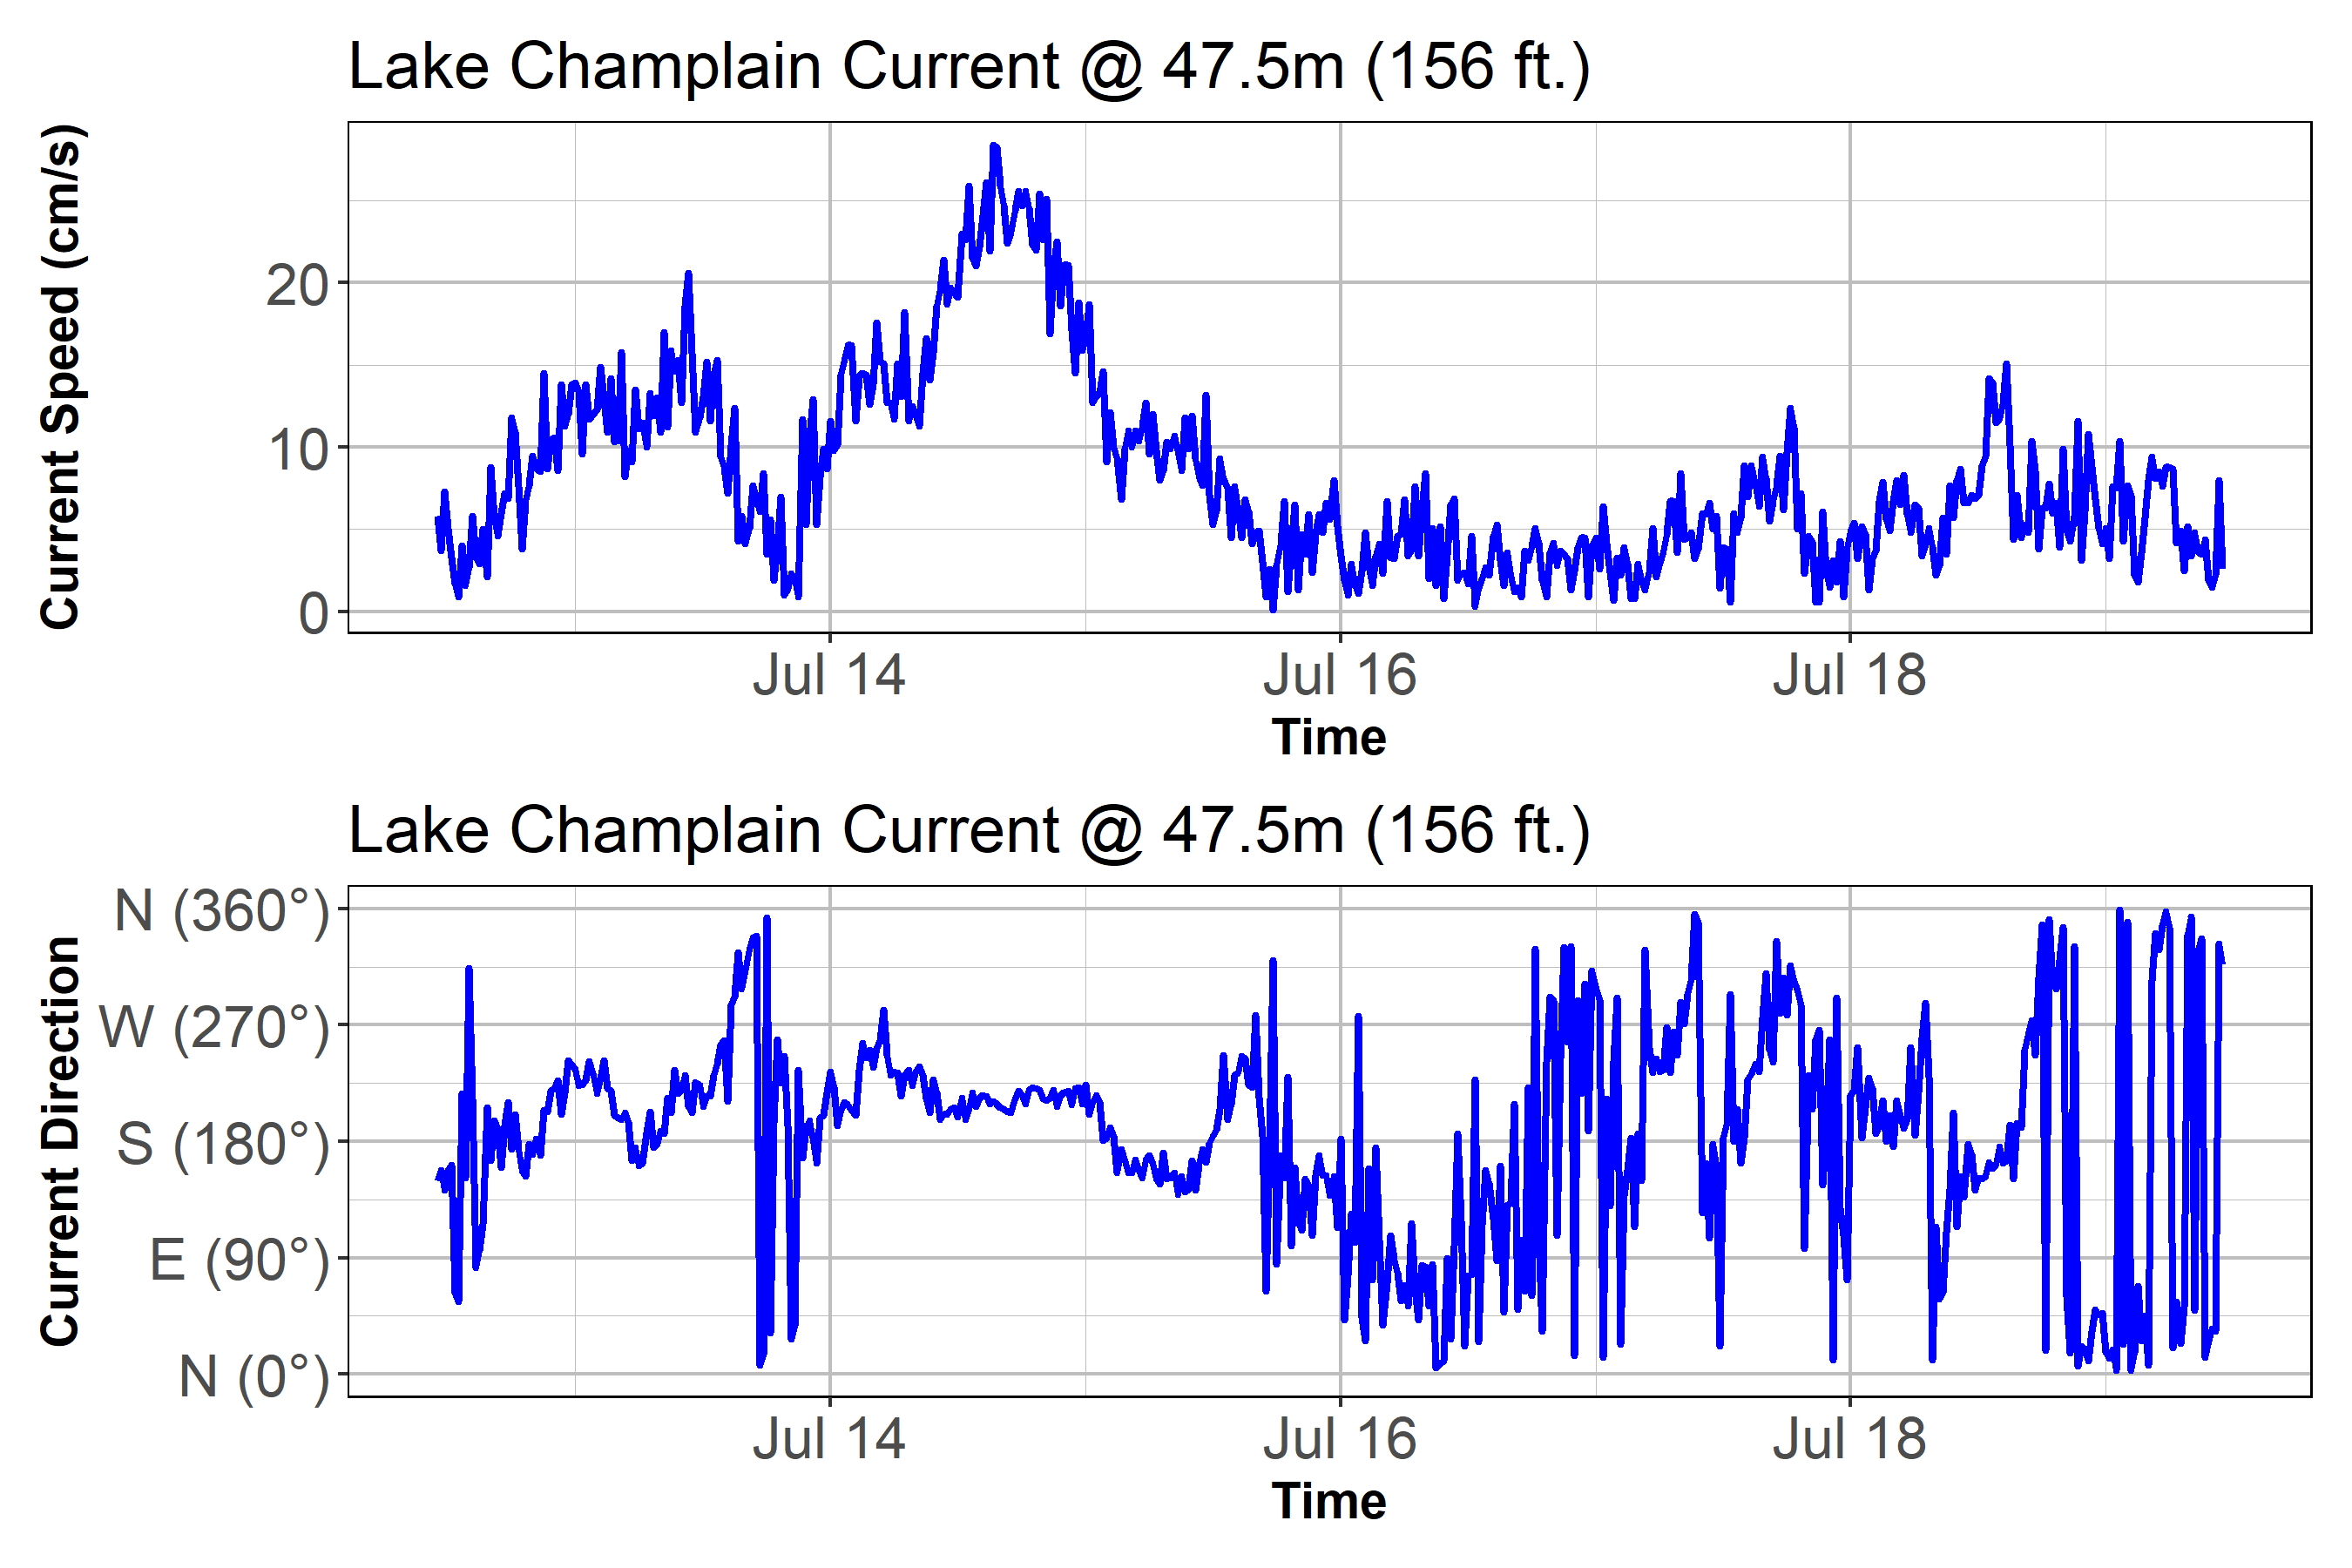 Lake Champlain Current @ 47.5m (156 ft.)
Current Speed (cm/s)
20
10
0
Jul 14 Jul 16 Jul 18
Time
Lake Champlain Current @ 47.5m (156 ft.)
Current Direction
N (360°)
W (270°)
S (180°)
E (90°)
N (0°)
Jul 14 Jul 16 Jul 18
Time